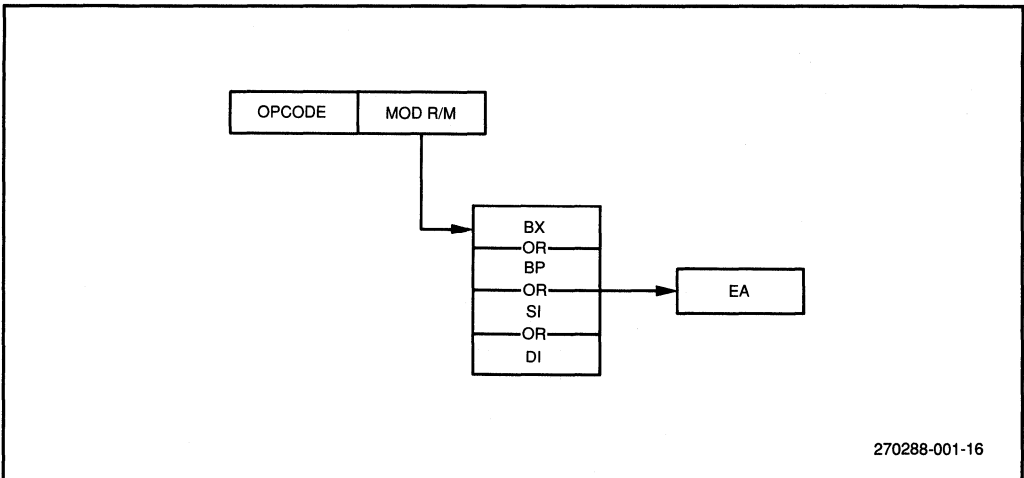 OPCODE MOD R/M
BX
OR
BP
OR
SI
OR
DI
EA
270288-001-16